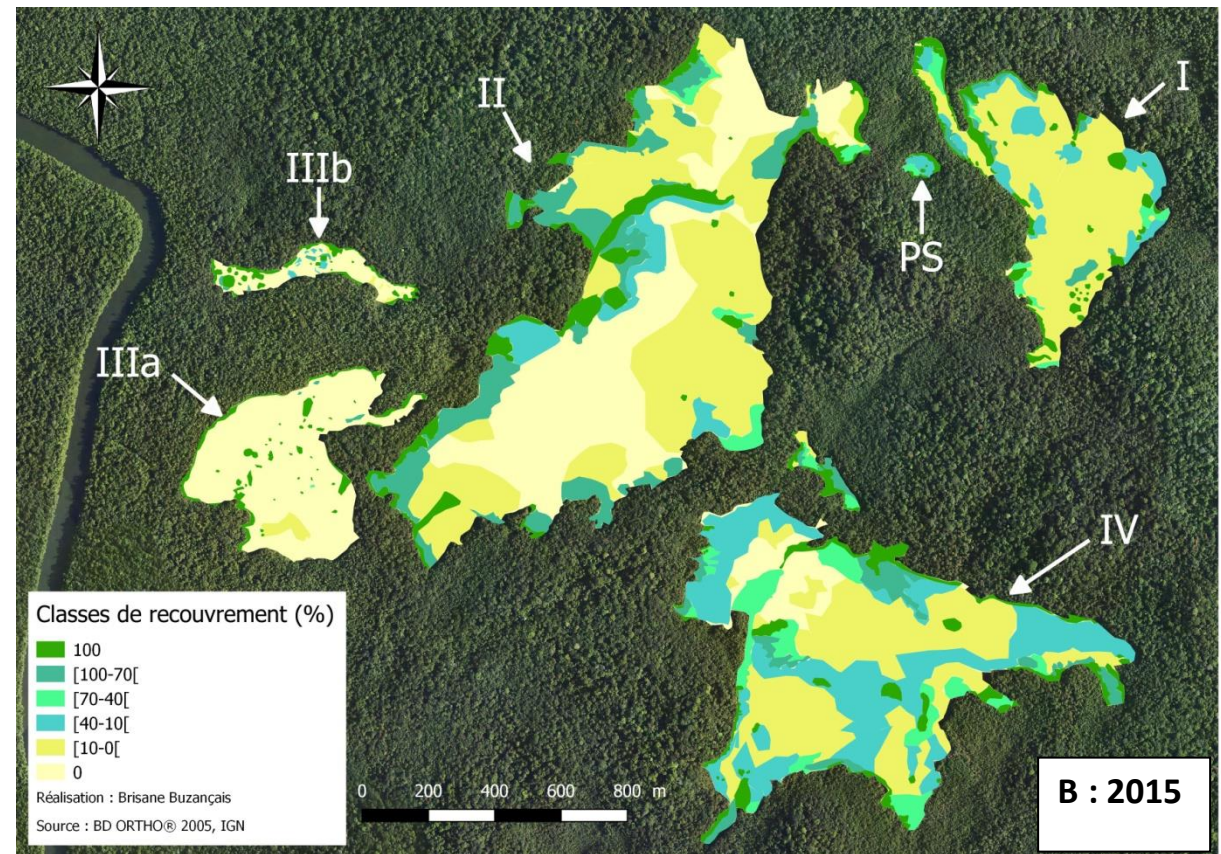 I
II
IIIb
PS
IIIa
IV
Classes de recouvrement (%)
100
[100-70[
[70-40[
[40-10[
[10-0[
0
Réalisation : Brisane Buzançais
Source : BD ORTHO® 2005, IGN
0 200 400 600 800 m
B : 2015